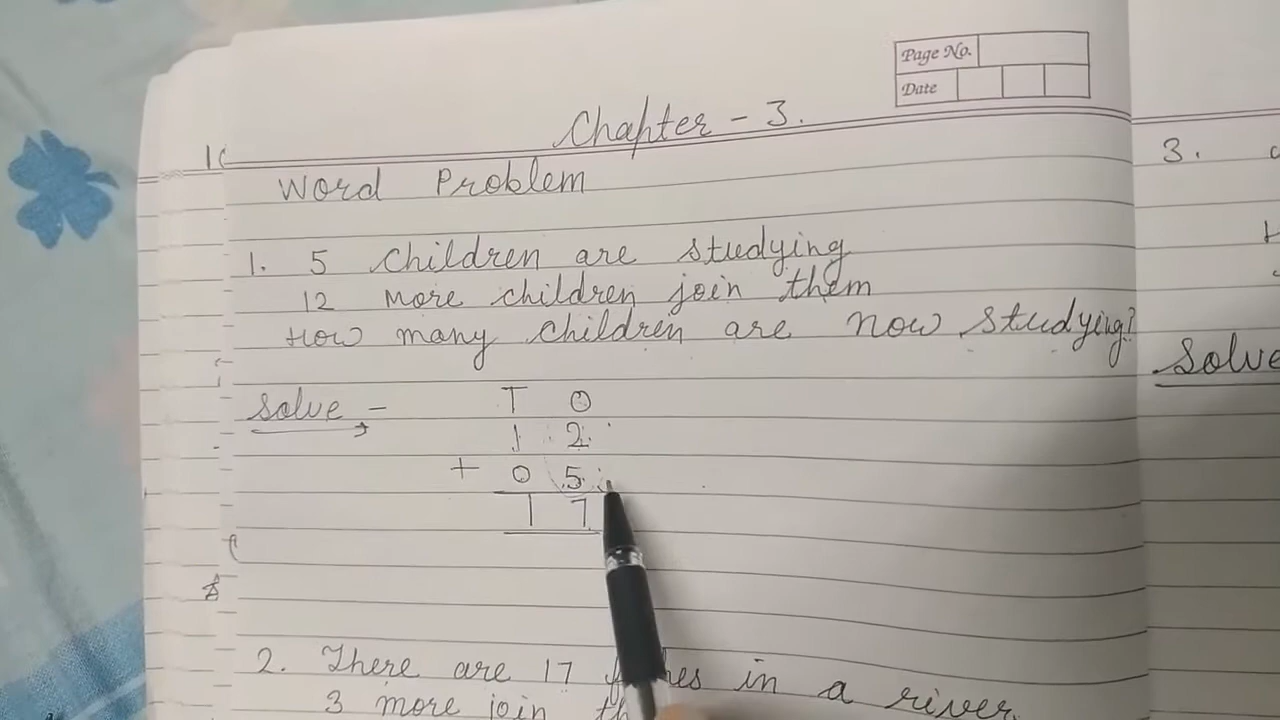 Page No.
Date
Chapter - 3.
Word Problem
1. 5 children are studying
12 more children join them
How many children are now studying?
Solve -
T O
1 2
+ 0 5
1 7
2. There are 17 in a river.
3 more join
3.
Solve